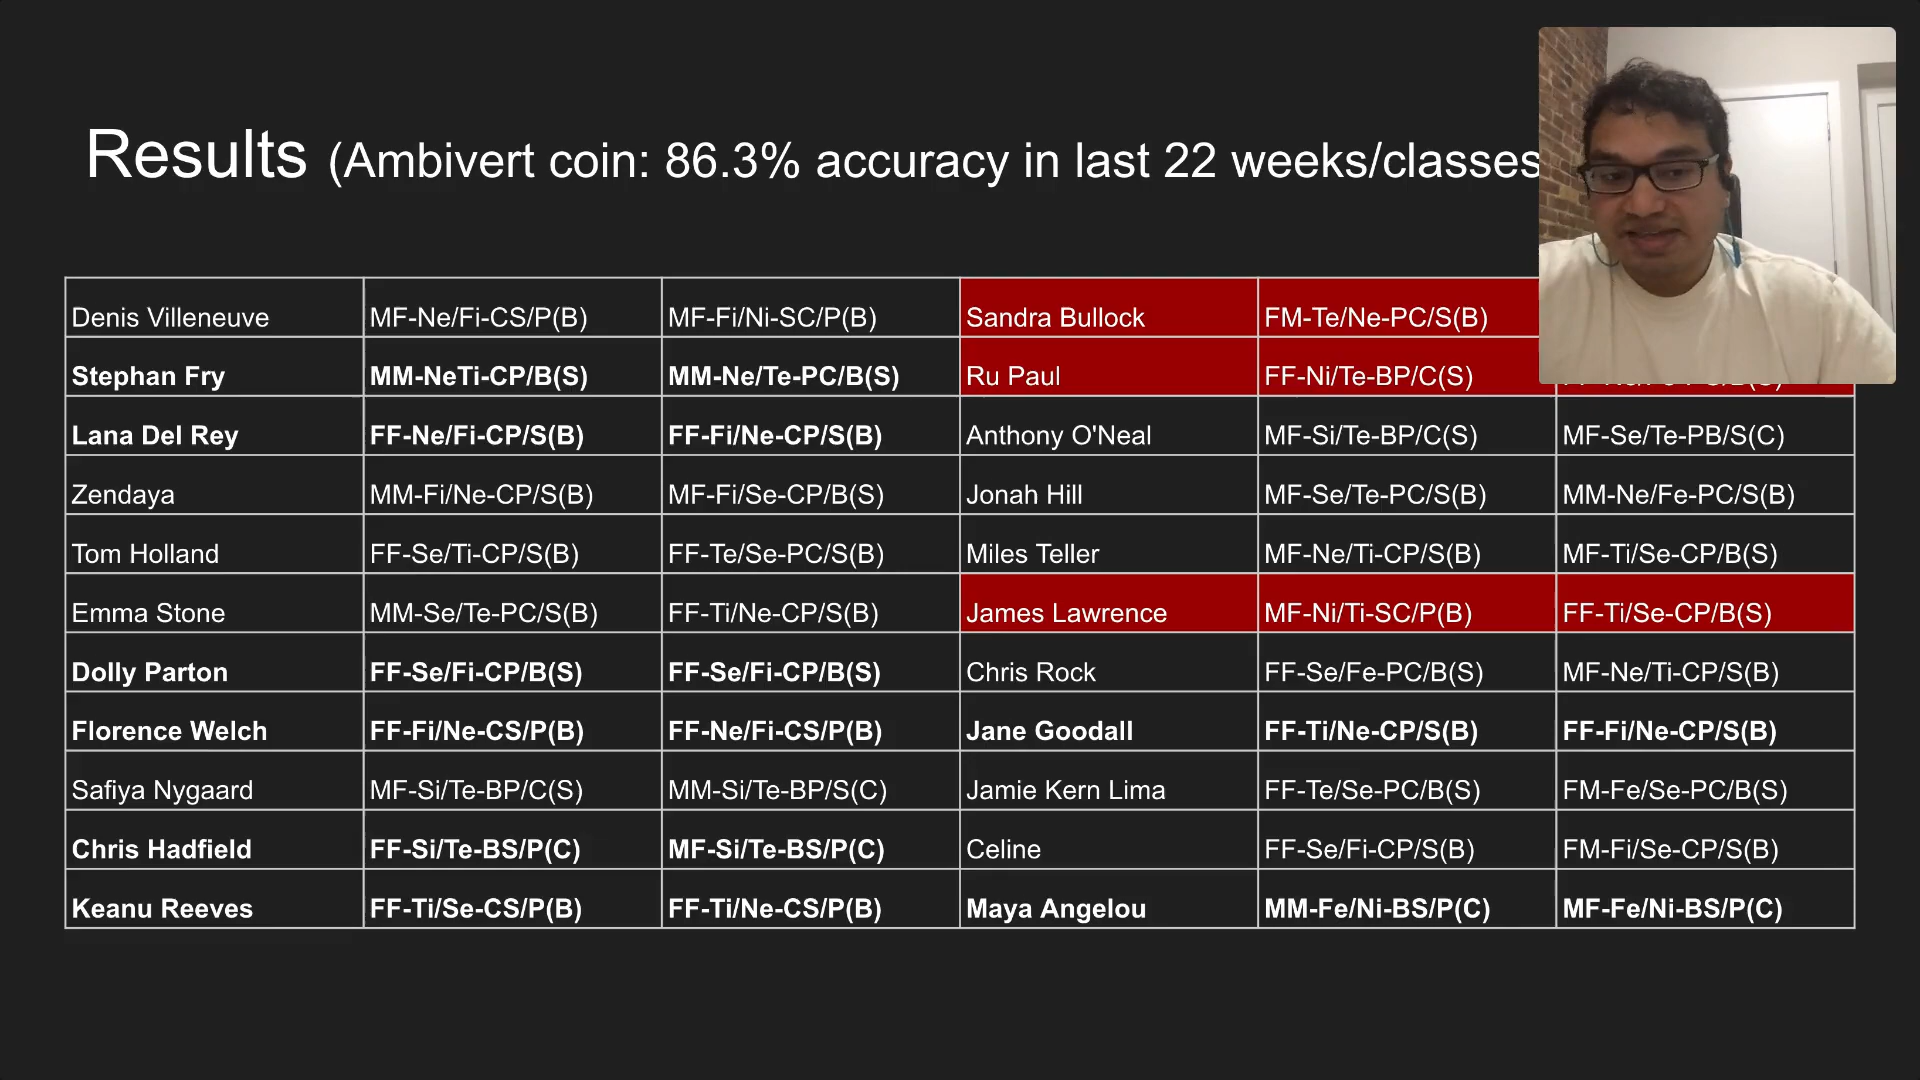 Results (Ambivert coin: 86.3% accuracy in last 22 weeks/classes
Denis Villeneuve MF-Ne/Fi-CS/P(B) MF-Fi/Ni-SC/P(B) Sandra Bullock FM-Te/Ne-PC/S(B)
Stephan Fry MM-NeTi-CP/B(S) MM-Ne/Te-PC/B(S) Ru Paul FF-Ni/Te-BP/C(S)
Lana Del Rey FF-Ne/Fi-CP/S(B) FF-Fi/Ne-CP/S(B) Anthony O'Neal MF-Si/Te-BP/C(S) MF-Se/Te-PB/S(C)
Zendaya MM-Fi/Ne-CP/S(B) MF-Fi/Se-CP/B(S) Jonah Hill MF-Se/Te-PC/S(B) MM-Ne/Fe-PC/S(B)
Tom Holland FF-Se/Ti-CP/S(B) FF-Te/Se-PC/S(B) Miles Teller MF-Ne/Ti-CP/S(B) MF-Ti/Se-CP/B(S)
Emma Stone MM-Se/Te-PC/S(B) FF-Ti/Ne-CP/S(B) James Lawrence MF-Ni/Ti-SC/P(B) FF-Ti/Se-CP/B(S)
Dolly Parton FF-Se/Fi-CP/B(S) FF-Se/Fi-CP/B(S) Chris Rock FF-Se/Fe-PC/B(S) MF-Ne/Ti-CP/S(B)
Florence Welch FF-Fi/Ne-CS/P(B) FF-Ne/Fi-CS/P(B) Jane Goodall FF-Ti/Ne-CP/S(B) FF-Fi/Ne-CP/S(B)
Safiya Nygaard MF-Si/Te-BP/C(S) MM-Si/Te-BP/S(C) Jamie Kern Lima FF-Te/Se-PC/B(S) FM-Fe/Se-PC/B(S)
Chris Hadfield FF-Si/Te-BS/P(C) MF-Si/Te-BS/P(C) Celine FF-Se/Fi-CP/S(B) FM-Fi/Se-CP/S(B)
Keanu Reeves FF-Ti/Se-CS/P(B) FF-Ti/Ne-CS/P(B) Maya Angelou MM-Fe/Ni-BS/P(C) MF-Fe/Ni-BS/P(C)